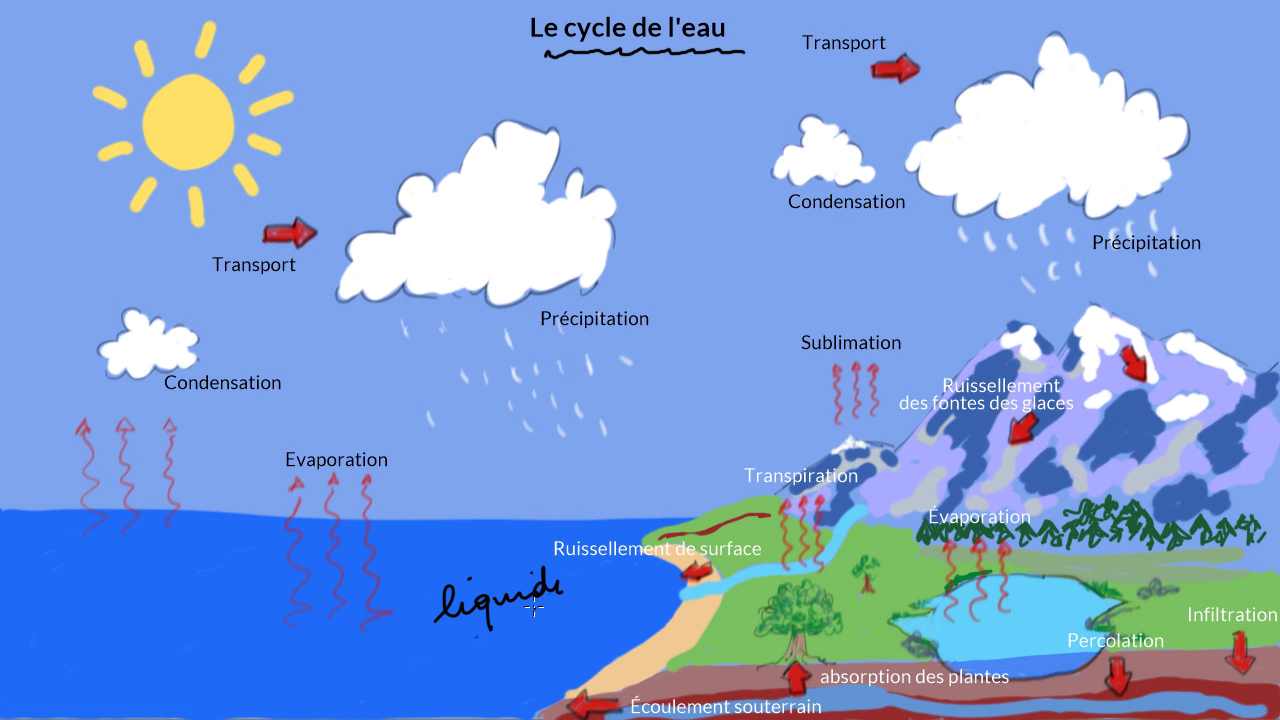 Le cycle de l'eau
Transport
Condensation
Précipitation
Transport
Précipitation
Condensation
Sublimation
Ruissellement
des fontes des glaces
Evaporation
Transpiration
Évaporation
Ruissellement de surface
liquide
Infiltration
Percolation
absorption des plantes
Écoulement souterrain